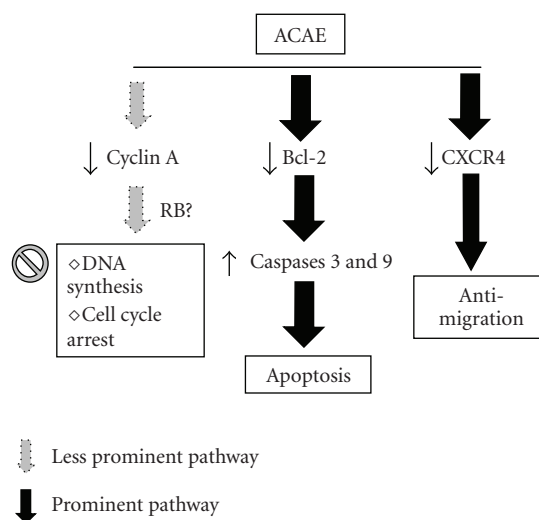 ACAE
↓ Cyclin A
↓ Bcl-2
↓ CXCR4
RB?
◇DNA
synthesis
◇Cell cycle
arrest
↑ Caspases 3 and 9
Anti-
migration
Apoptosis
Less prominent pathway
Prominent pathway